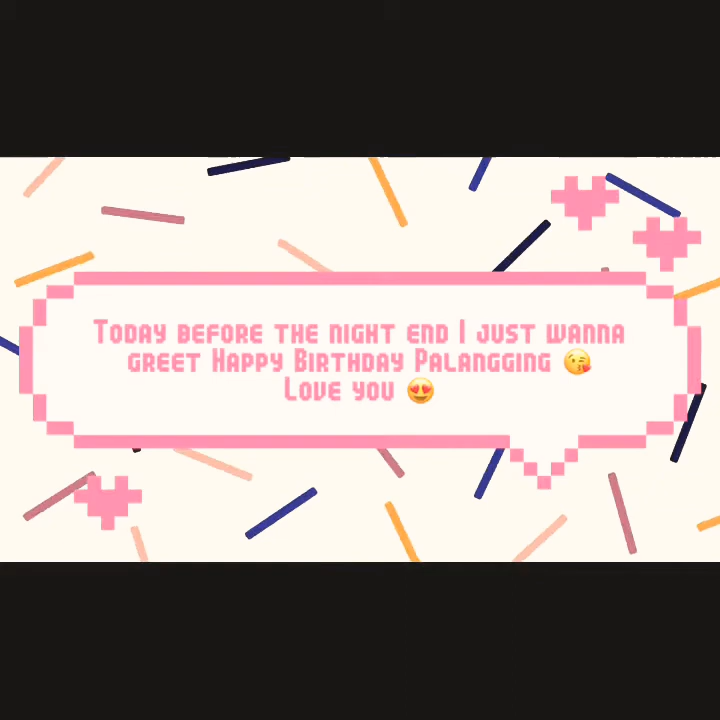 Today before the night end I just wanna
greet Happy Birthday Palangging 😘
Love you 😍